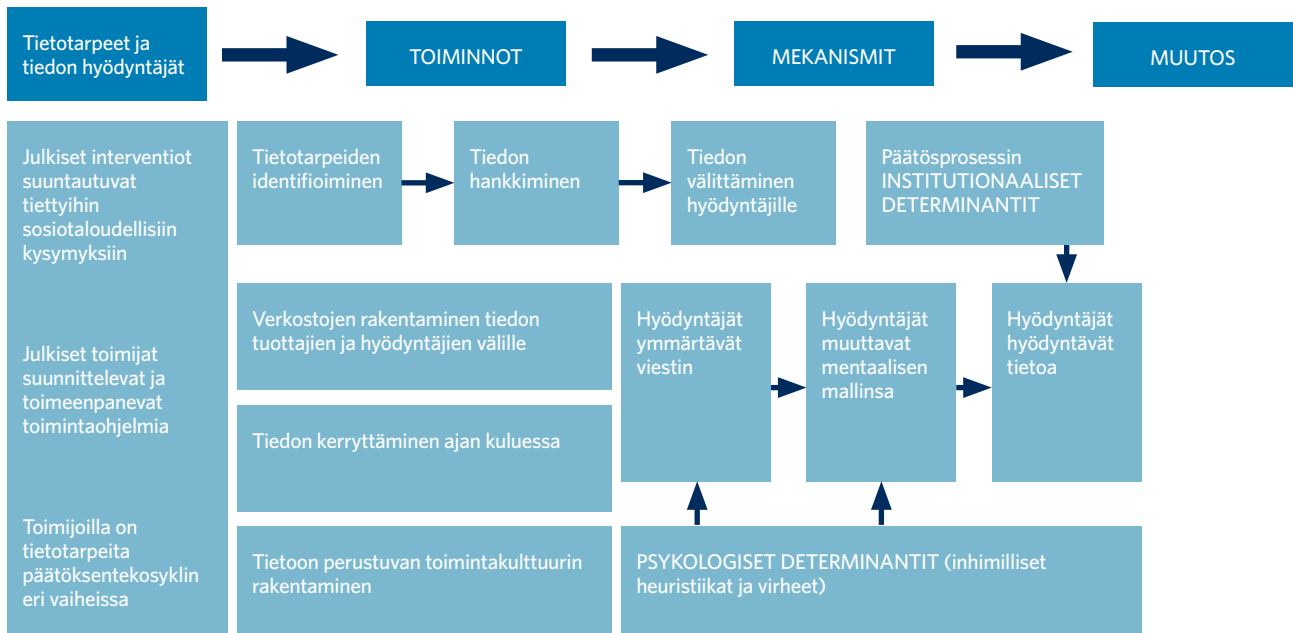 Tietotarpeet ja
tiedon hyödyntäjät
TOIMINNOT
MEKANISMIT
MUUTOS
Julkiset interventiot
suuntautuvat
tiettyihin
sosiotaloudellisiin
kysymyksiin
Julkiset toimijat
suunnittelevat ja
toimeenpanevat
toimintaohjelmia
Toimijoilla on
tietotarpeita
päätöksentekosyklin
eri vaiheissa
Tietotarpeiden
identifioiminen
Tiedon
hankkiminen
Tiedon
välittäminen
hyödyntäjille
Päätösprosessin
INSTITUTIONAALISET
DETERMINANTIT
Verkostojen rakentaminen tiedon
tuottajien ja hyödyntäjien välille
Hyödyntäjät
ymmärtävät
viestin
Hyödyntäjät
muuttavat
mentaalisen
mallinsa
Hyödyntäjät
hyödyntävät
tietoa
Tiedon kerryttäminen ajan kuluessa
Tietoon perustuvan toimintakulttuurin
rakentaminen
PSYKOLOGISET DETERMINANTIT (inhimilliset
heuristiikat ja virheet)